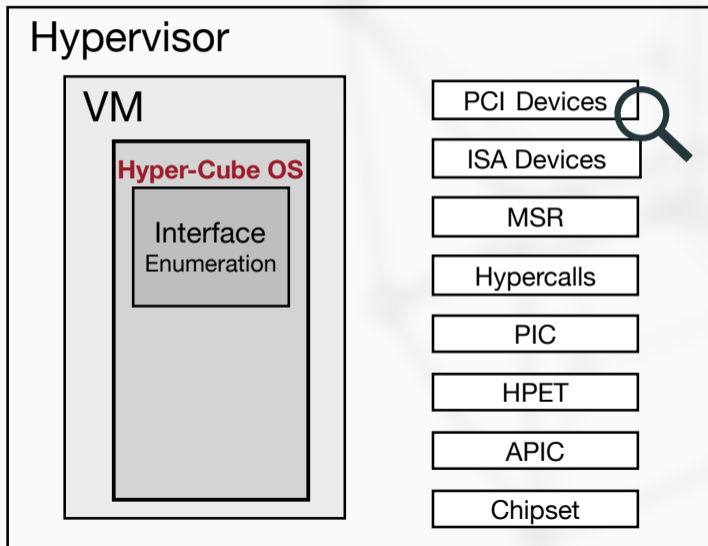 Hypervisor
VM
Hyper-Cube OS
Interface
Enumeration
PCI Devices
ISA Devices
MSR
Hypercalls
PIC
HPET
APIC
Chipset